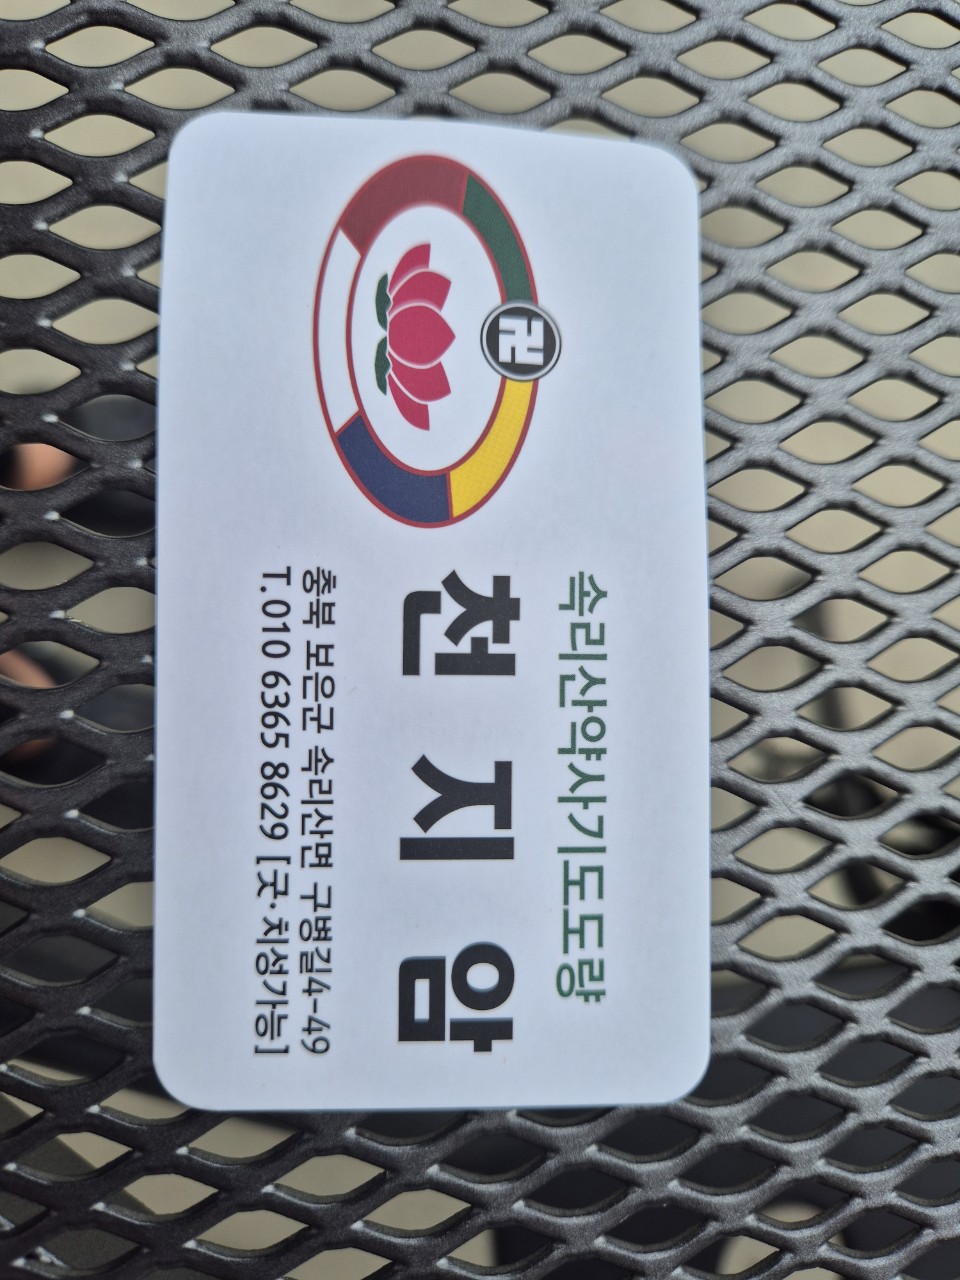 속리산약사기도도량
천지암
충북 보은군 속리산면 구병길4-49
T.010 6365 8629 [굿·치성가능]